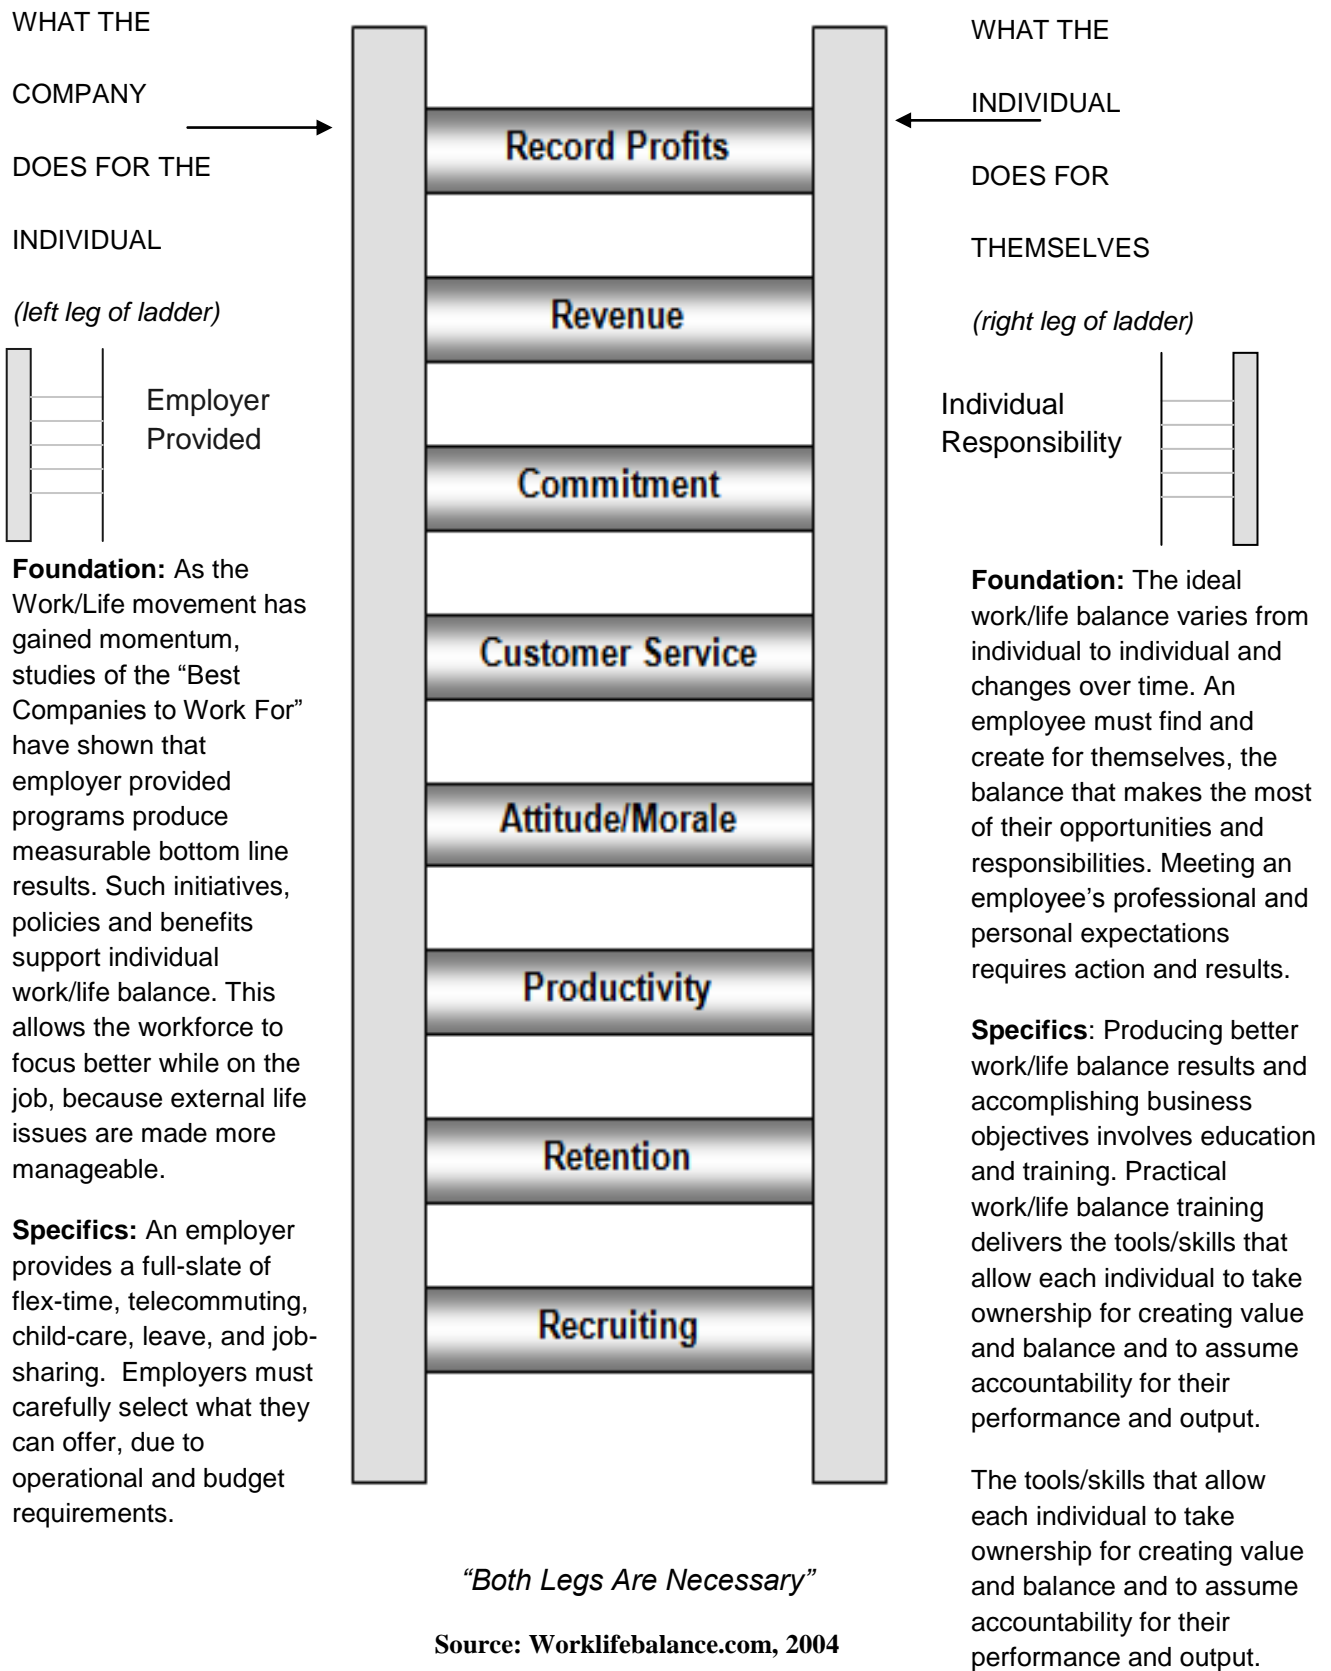 WHAT THE
COMPANY
DOES FOR THE
INDIVIDUAL
(left leg of ladder)
Employer
Provided
Foundation: As the
Work/Life movement has
gained momentum,
studies of the “Best
Companies to Work For”
have shown that
employer provided
programs produce
measurable bottom line
results. Such initiatives,
policies and benefits
support individual
work/life balance. This
allows the workforce to
focus better while on the
job, because external life
issues are made more
manageable.
Specifics: An employer
provides a full-slate of
flex-time, telecommuting,
child-care, leave, and job-
sharing.  Employers must
carefully select what they
can offer, due to
operational and budget
requirements.
Record Profits
Revenue
Commitment
Customer Service
Attitude/Morale
Productivity
Retention
Recruiting
“Both Legs Are Necessary”
Source: Worklifebalance.com, 2004
WHAT THE
INDIVIDUAL
DOES FOR
THEMSELVES
(right leg of ladder)
Individual
Responsibility
Foundation: The ideal
work/life balance varies from
individual to individual and
changes over time. An
employee must find and
create for themselves, the
balance that makes the most
of their opportunities and
responsibilities. Meeting an
employee’s professional and
personal expectations
requires action and results.
Specifics: Producing better
work/life balance results and
accomplishing business
objectives involves education
and training. Practical
work/life balance training
delivers the tools/skills that
allow each individual to take
ownership for creating value
and balance and to assume
accountability for their
performance and output.
The tools/skills that allow
each individual to take
ownership for creating value
and balance and to assume
accountability for their
performance and output.